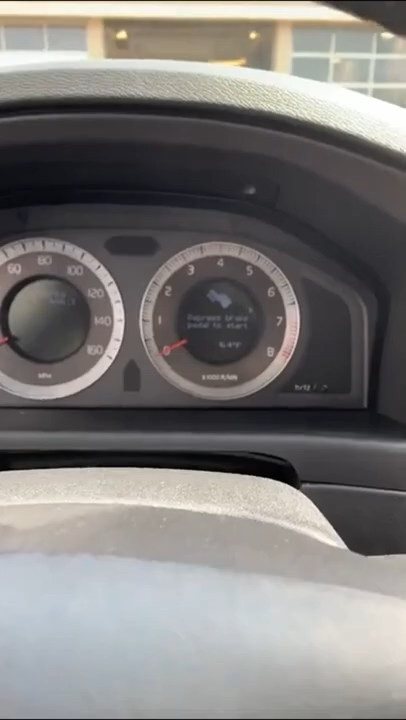 60 80 100 120 140 160
MPH
0 1 2 3 4 5 6 7 8
Depress brake
pedal to start
X1000 R/MIN